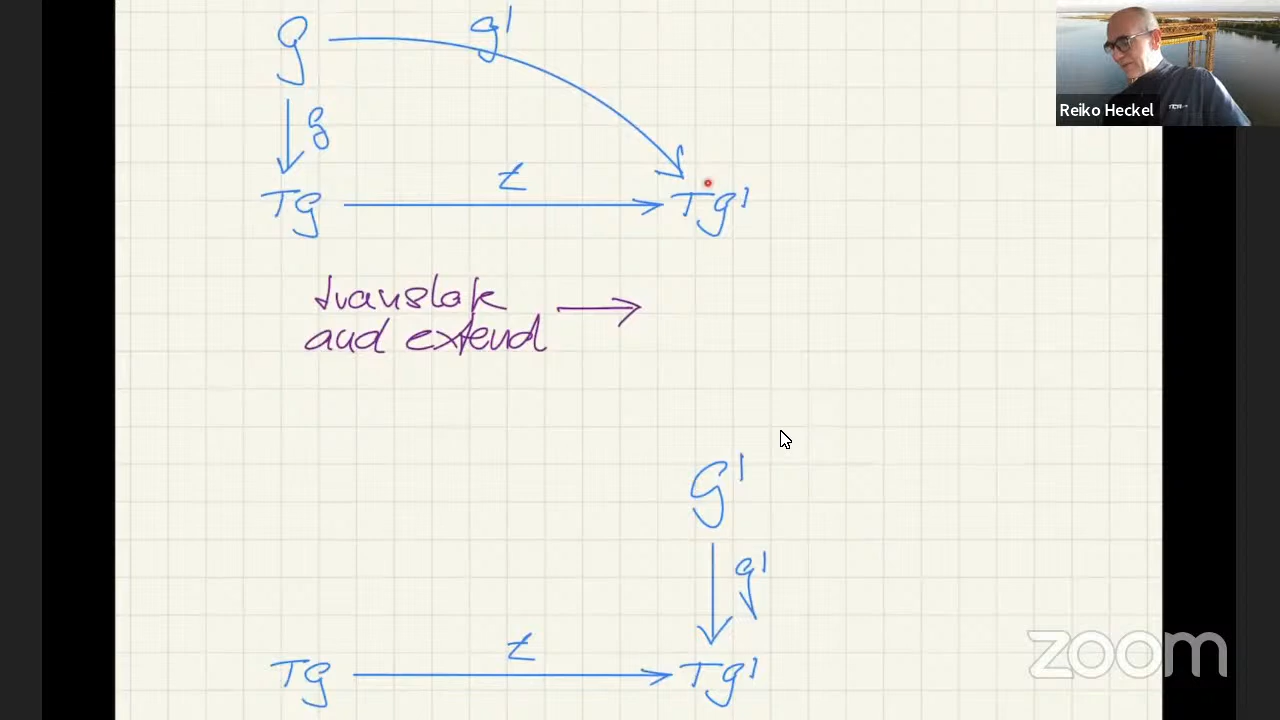 G
g'
g
TG
t
TG'
Reiko Heckel
translate
and extend
G'
g'
t
TG
TG'
zoom